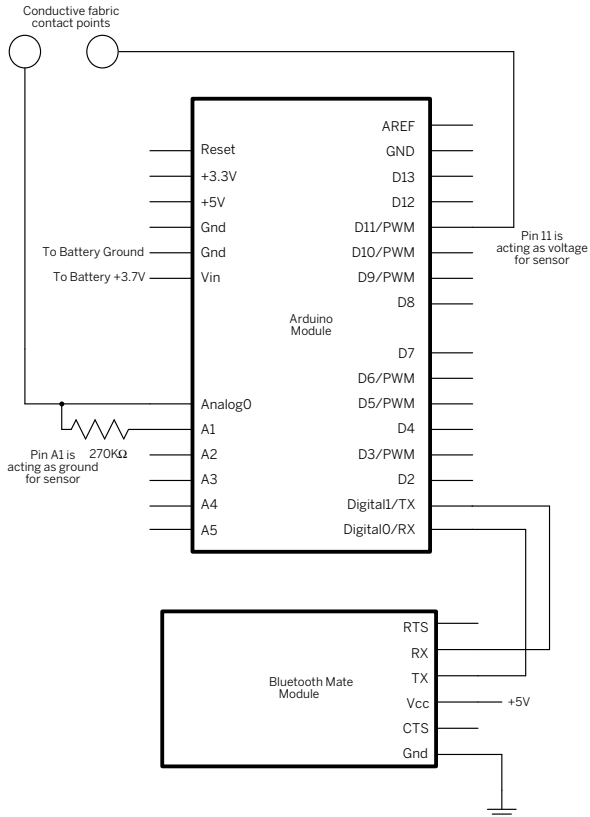 Conductive fabric
contact points
Reset
+3.3V
+5V
Gnd
To Battery Ground
Gnd
To Battery +3.7V
Vin
Arduino
Module
Analog0
A1
Pin A1 is
acting as ground
for sensor
270KΩ
A2
A3
A4
A5
AREF
GND
D13
D12
D11/PWM
Pin 11 is
acting as voltage
for sensor
D10/PWM
D9/PWM
D8
D7
D6/PWM
D5/PWM
D4
D3/PWM
D2
Digital1/TX
Digital0/RX
Bluetooth Mate
Module
RTS
RX
TX
Vcc
+5V
CTS
Gnd